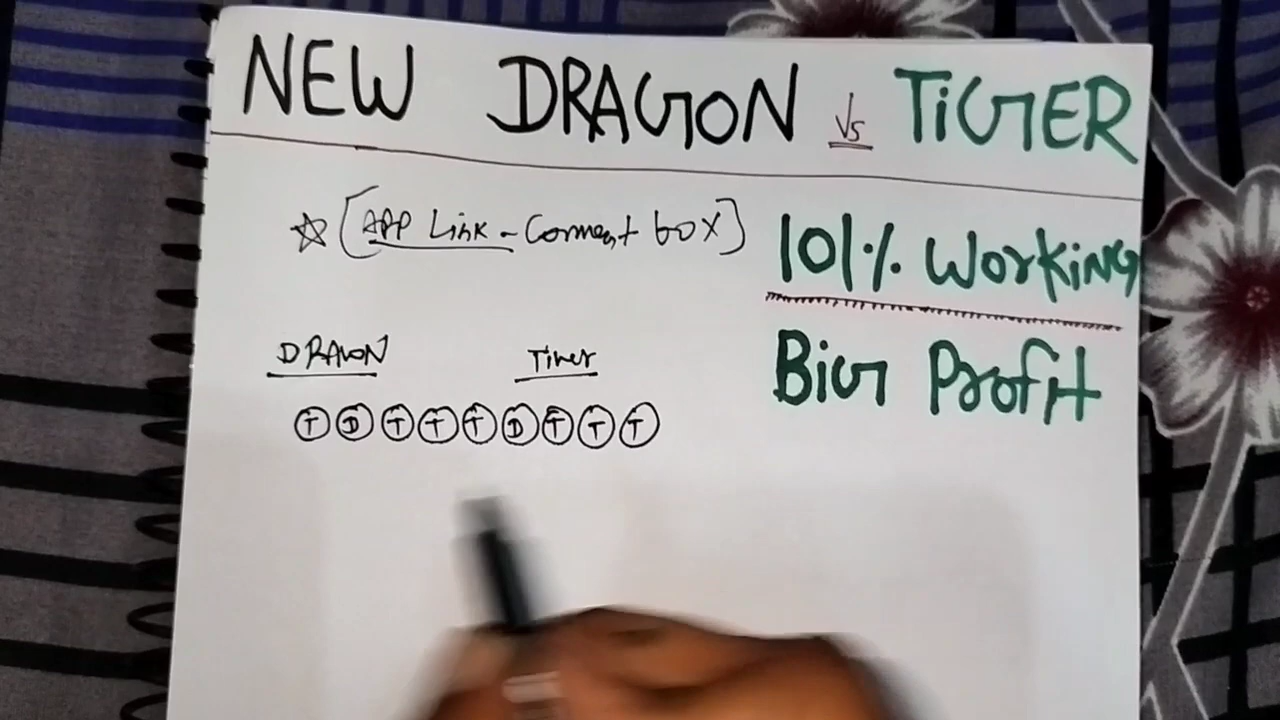 NEW DRAGON Vs TIGER
☆ [APP Link - Comment box]
101% Working
Big Profit
DRAGON Tiger
T D T T T D T T T